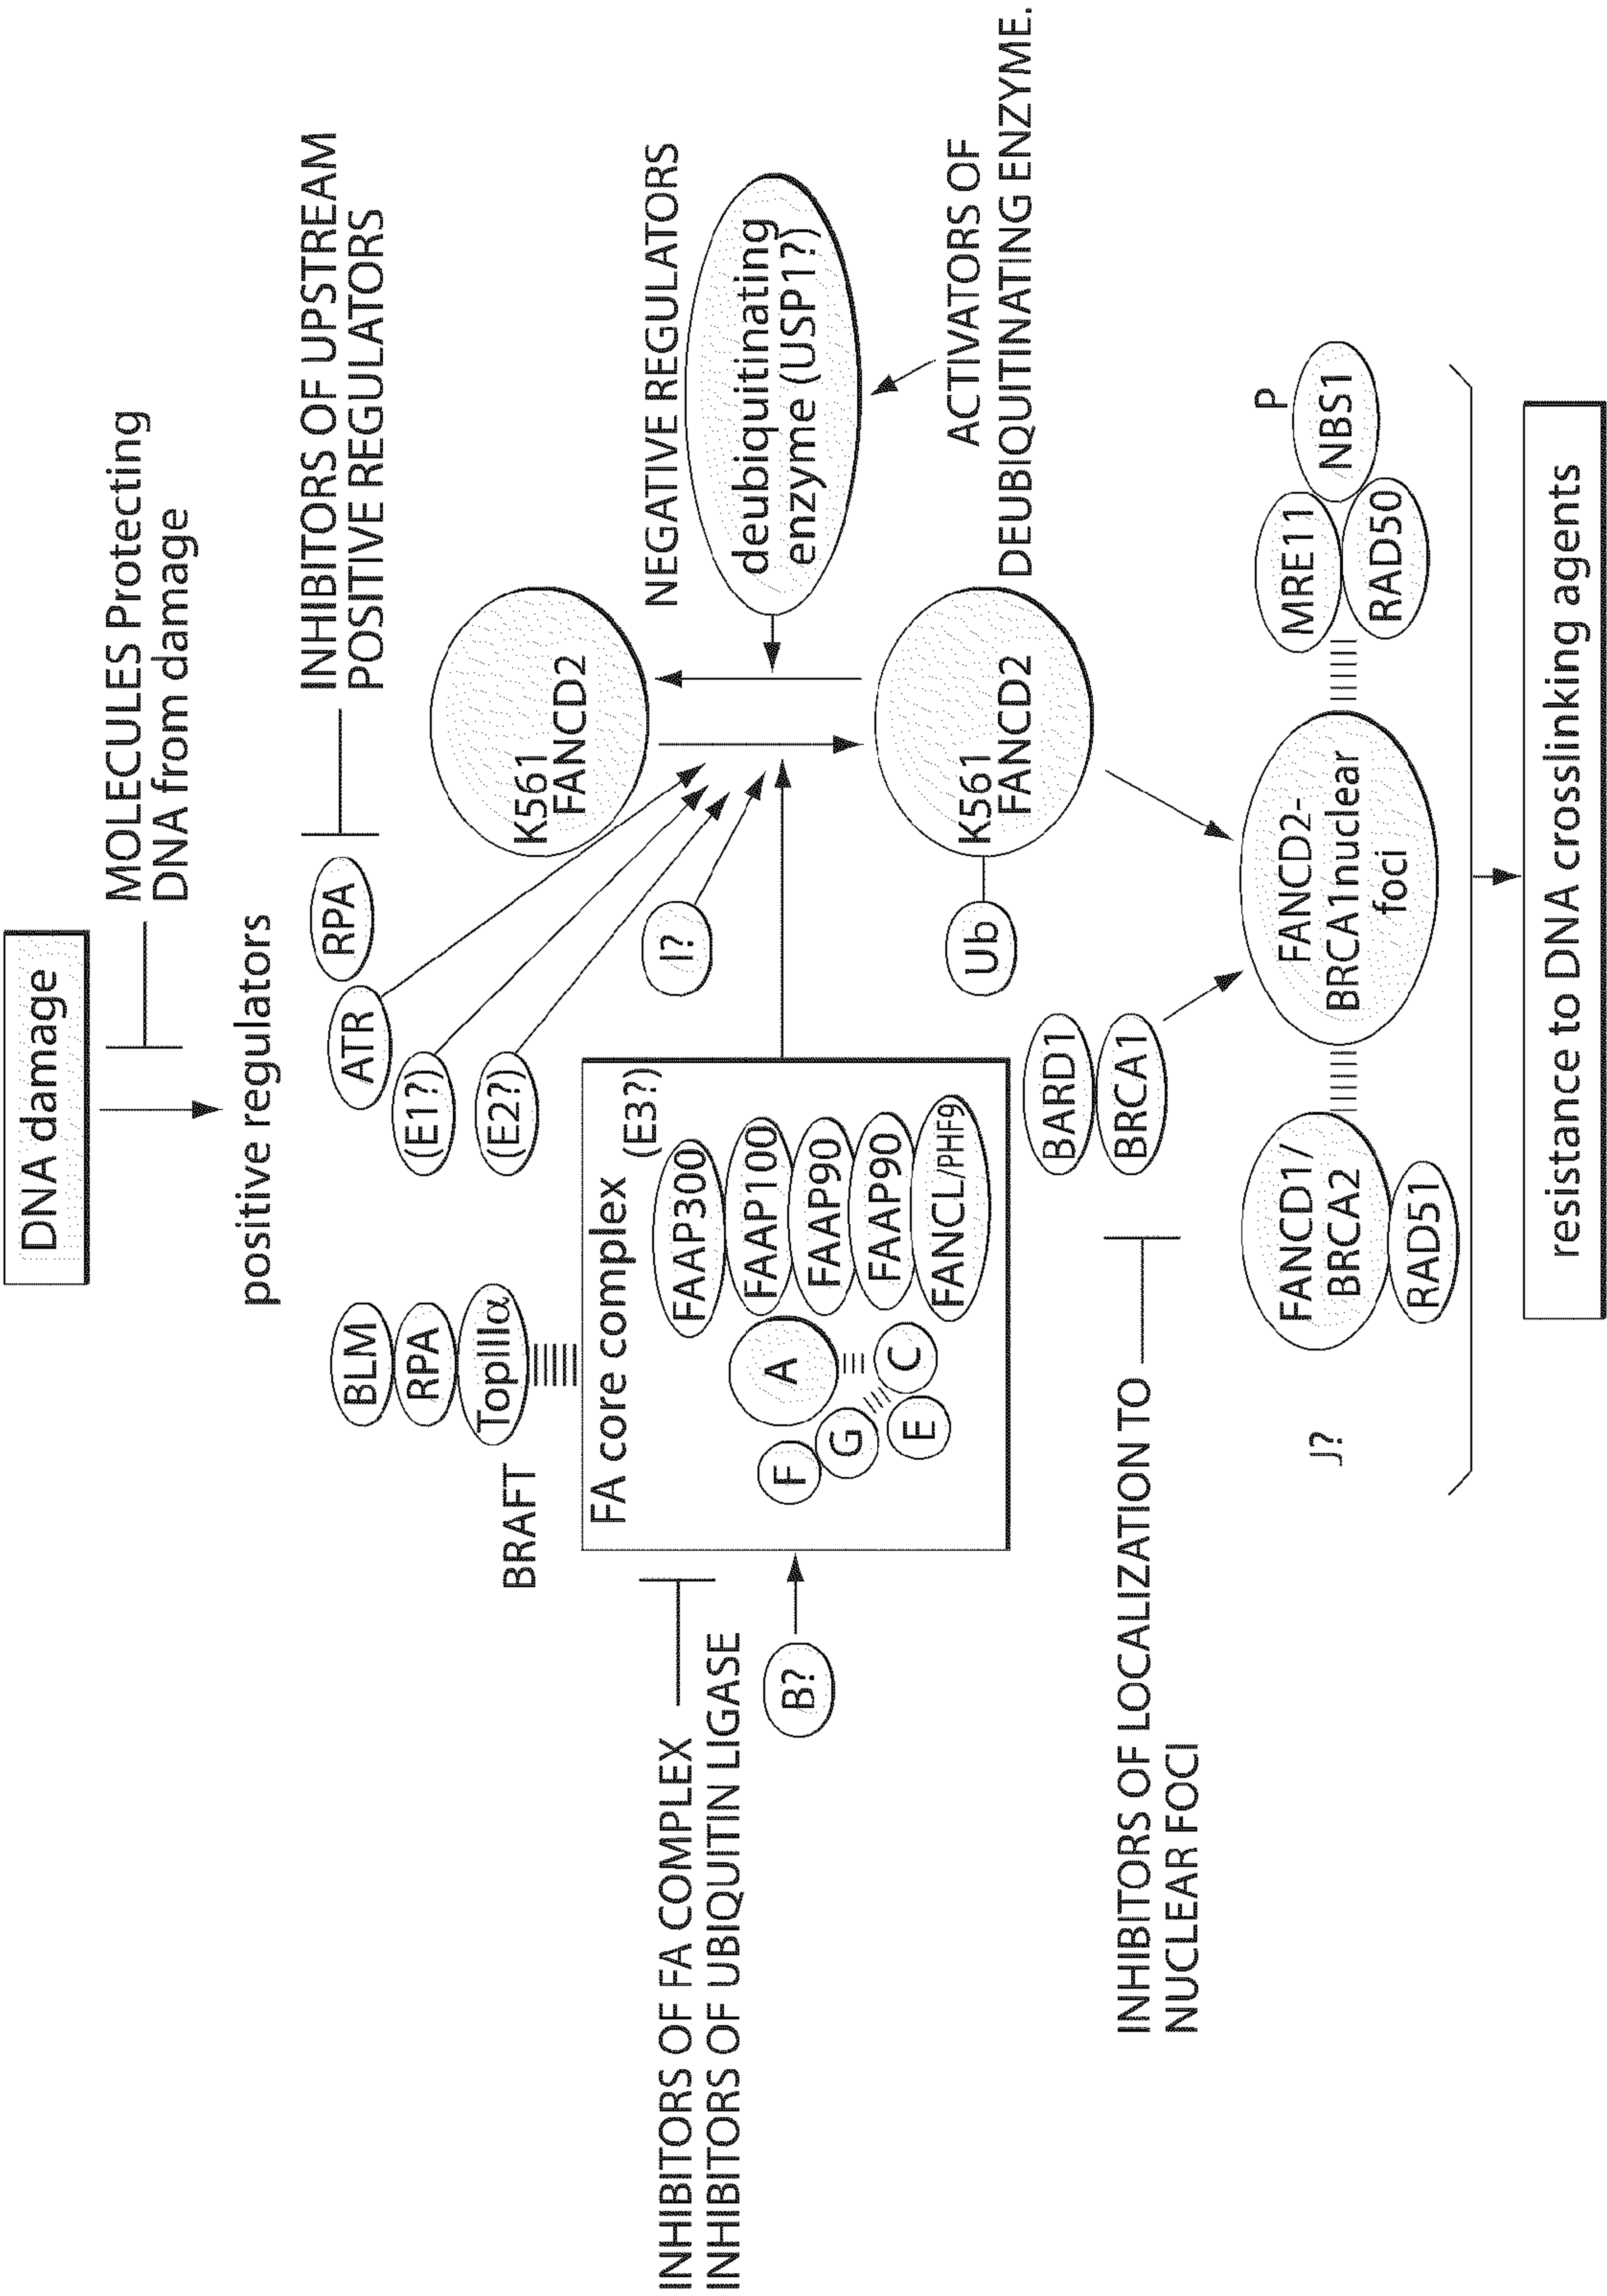 DNA damage
MOLECULES Protecting
DNA from damage
positive regulators
INHIBITORS OF UPSTREAM
POSITIVE REGULATORS
RPA
ATR
(E1?)
(E2?)
BLM
RPA
TopIIIα
BRAFT
K561
FANCD2
I?
NEGATIVE REGULATORS
deubiquitinating
enzyme (USP1?)
ACTIVATORS OF
DEUBIQUITINATING ENZYME.
INHIBITORS OF FA COMPLEX
INHIBITORS OF UBIQUITIN LIGASE
B?
FA core complex
(E3?)
FAAP300
FAAP100
FAAP90
FAAP90
FANCL/PHF9
A
F
G
C
E
Ub
K561
FANCD2
BARD1
BRCA1
INHIBITORS OF LOCALIZATION TO
NUCLEAR FOCI
J?
FANCD1/
BRCA2
RAD51
FANCD2-
BRCA1nuclear
foci
P
MRE11
NBS1
RAD50
resistance to DNA crosslinking agents